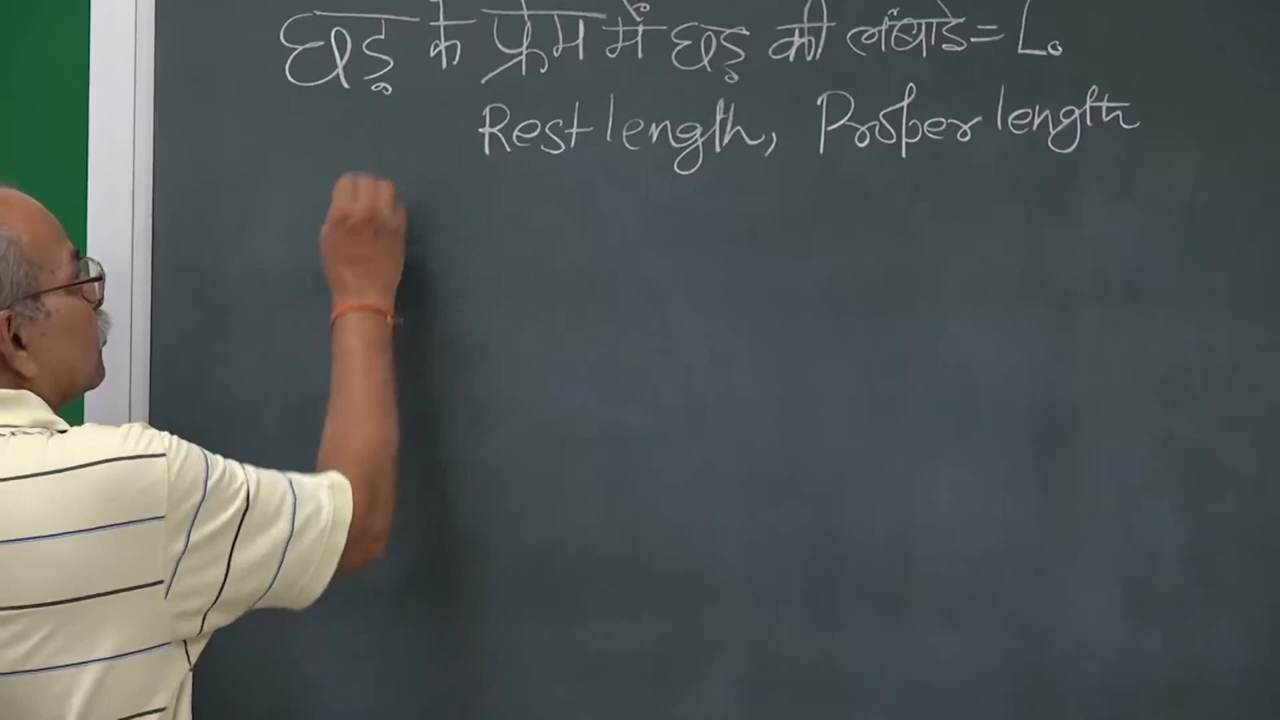 छड़ के फ्रेम में छड़ की लंबाई = L₀
Rest length, Proper length